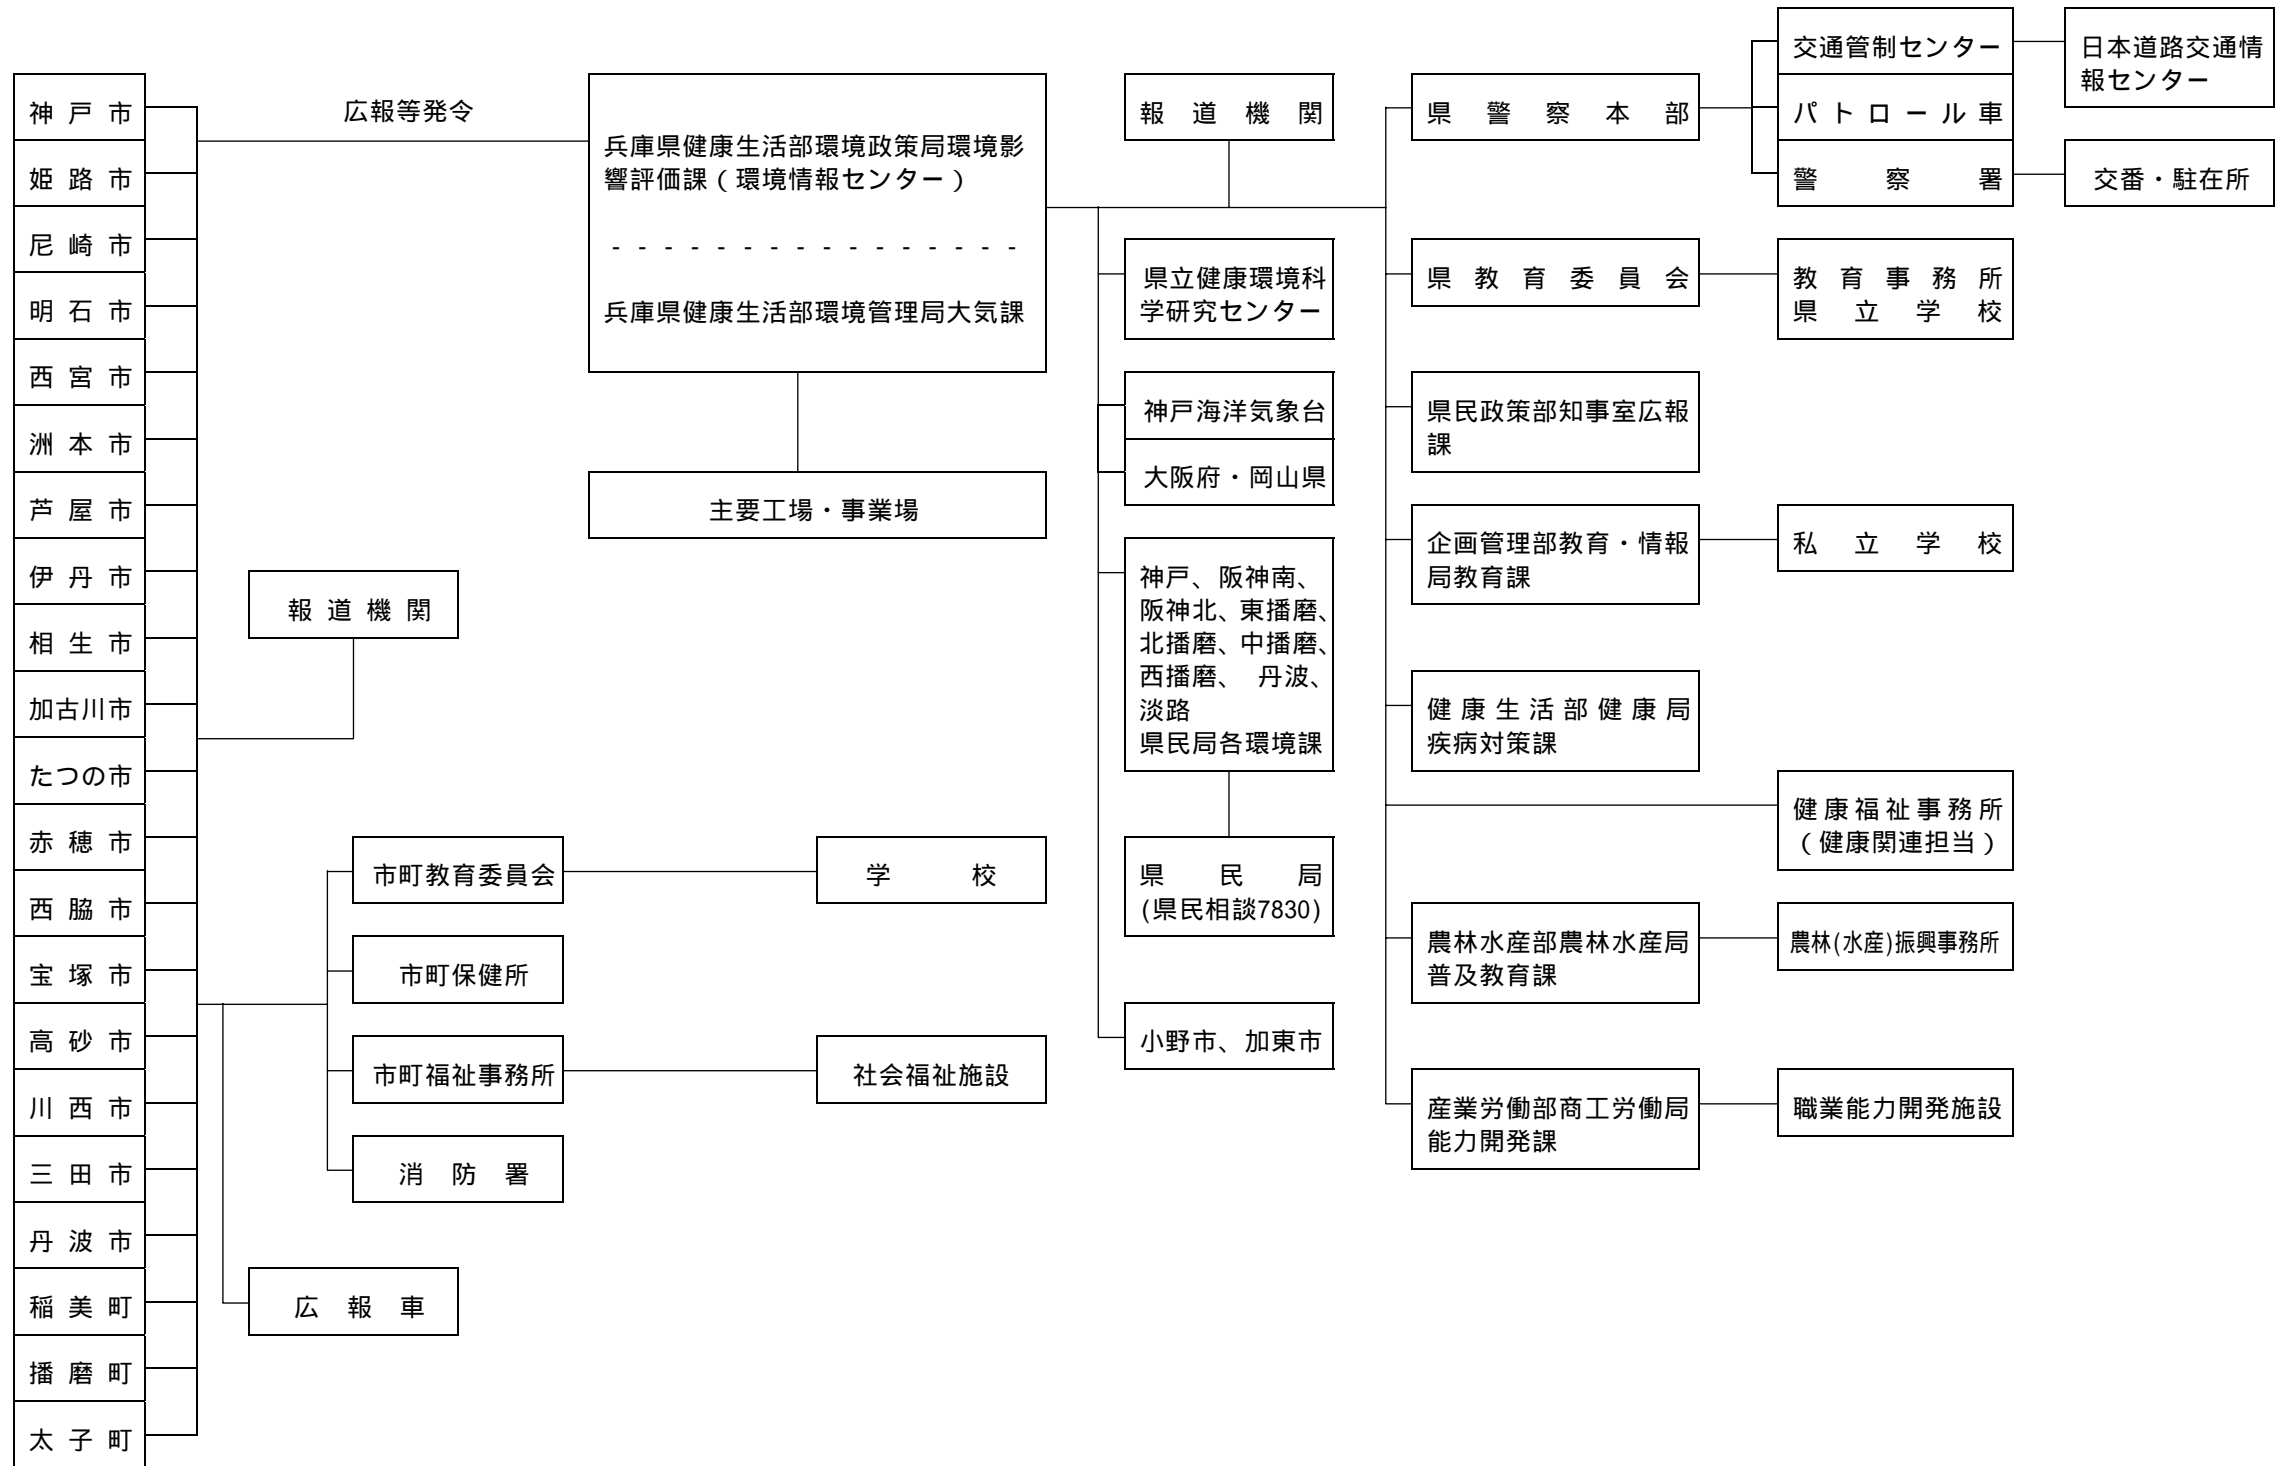 神戸市
姫路市
尼崎市
明石市
西宮市
洲本市
芦屋市
伊丹市
相生市
加古川市
たつの市
赤穂市
西脇市
宝塚市
高砂市
川西市
三田市
丹波市
稲美町
播磨町
太子町
広報等発令
報道機関
市町教育委員会
市町保健所
市町福祉事務所
消防署
広報車
学校
社会福祉施設
兵庫県健康生活部環境政策局環境影
響評価課（環境情報センター）
- - - - - - - - - - - - - - - -
兵庫県健康生活部環境管理局大気課
主要工場・事業場
報道機関
県立健康環境科
学研究センター
神戸海洋気象台
大阪府・岡山県
神戸、阪神南、
阪神北、東播磨、
北播磨、中播磨、
西播磨、 丹波、
淡路
県民局各環境課
県民局
(県民相談7830)
小野市、加東市
県警察本部
県教育委員会
県民政策部知事室広報
課
企画管理部教育・情報
局教育課
健康生活部健康局
疾病対策課
農林水産部農林水産局
普及教育課
産業労働部商工労働局
能力開発課
交通管制センター
パトロール車
警察署
教育事務所
県立学校
私立学校
健康福祉事務所
（健康関連担当）
農林(水産)振興事務所
職業能力開発施設
日本道路交通情
報センター
交番・駐在所